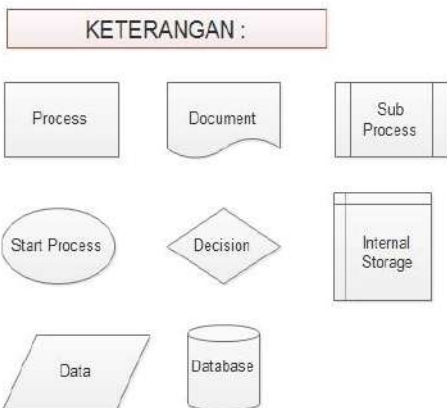 KETERANGAN :
Process
Document
Sub
Process
Start Process
Decision
Internal
Storage
Data
Database